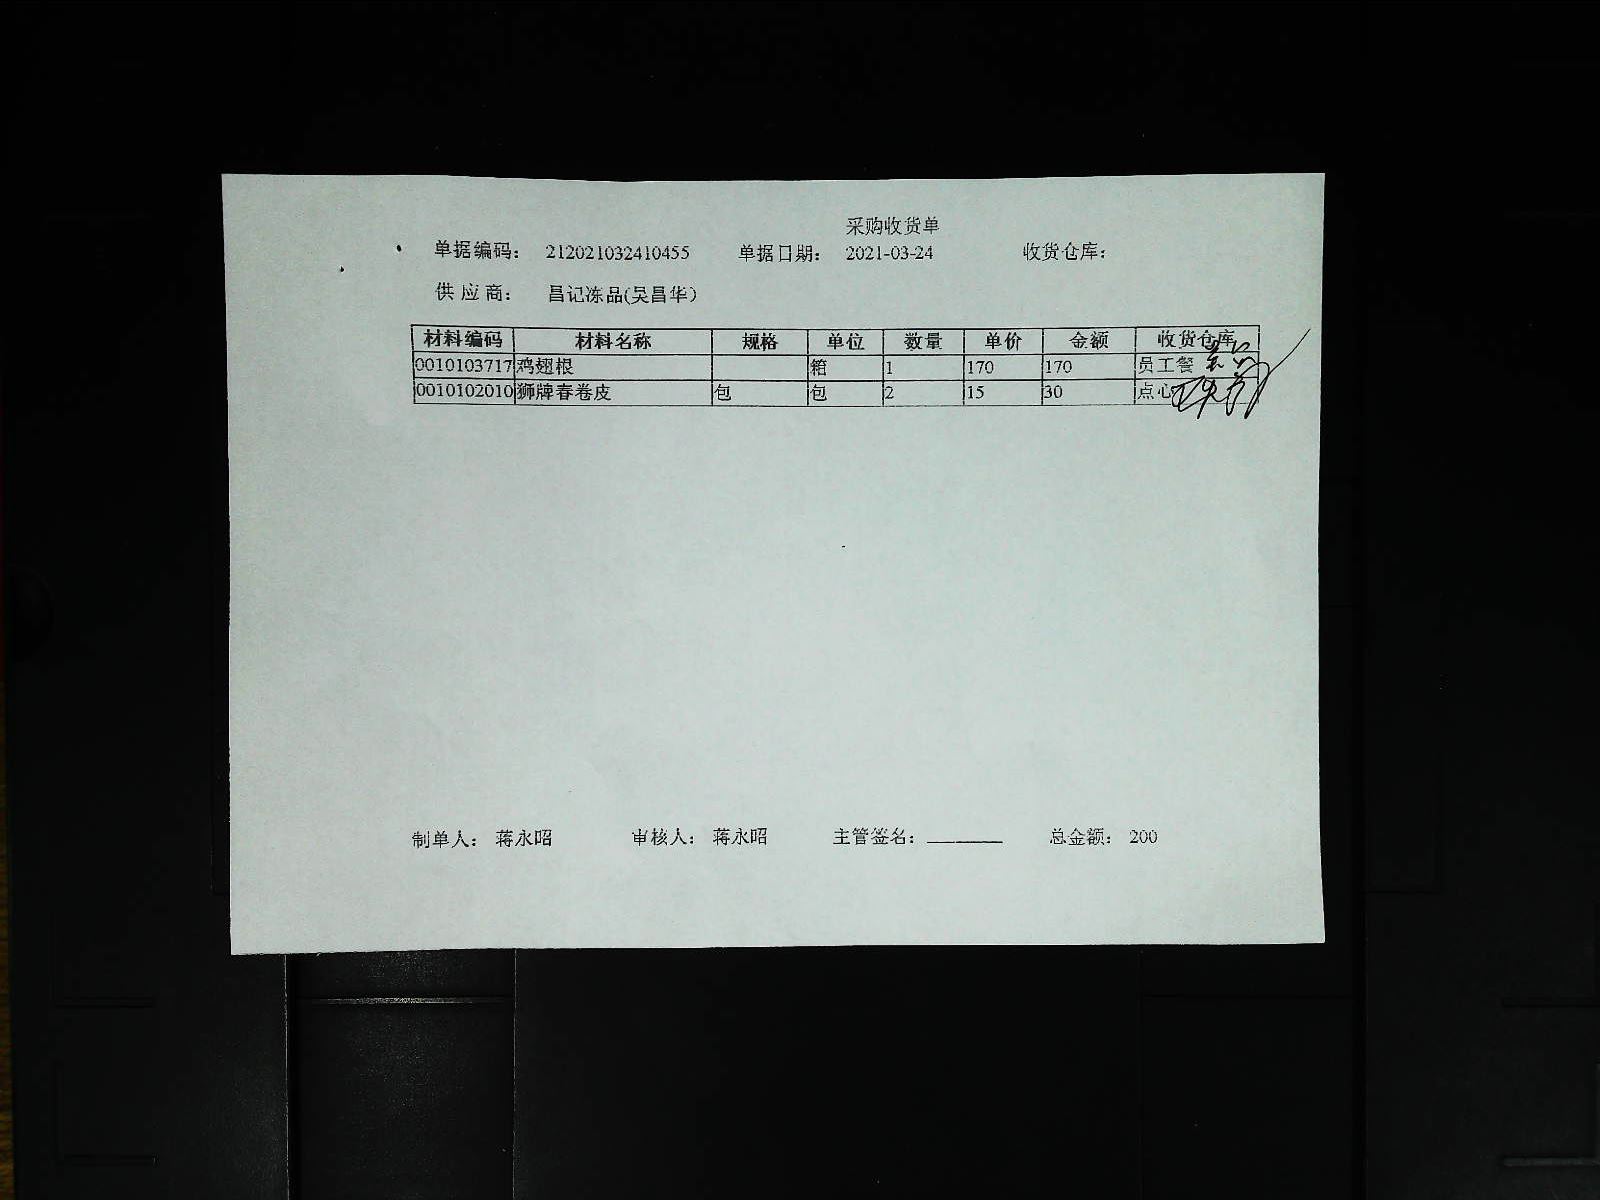 采购收货单
单据编码： 212021032410455 单据日期： 2021-03-24 收货仓库：
供 应 商： 昌记冻品(吴昌华）
材料编码 材料名称 规格 单位 数量 单价 金额 收货仓库
0010103717 鸡翅根 箱 1 170 170 员工餐
0010102010 狮牌春卷皮 包 包 2 15 30 点心
制单人： 蒋永昭 审核人： 蒋永昭 主管签名： 总金额： 200